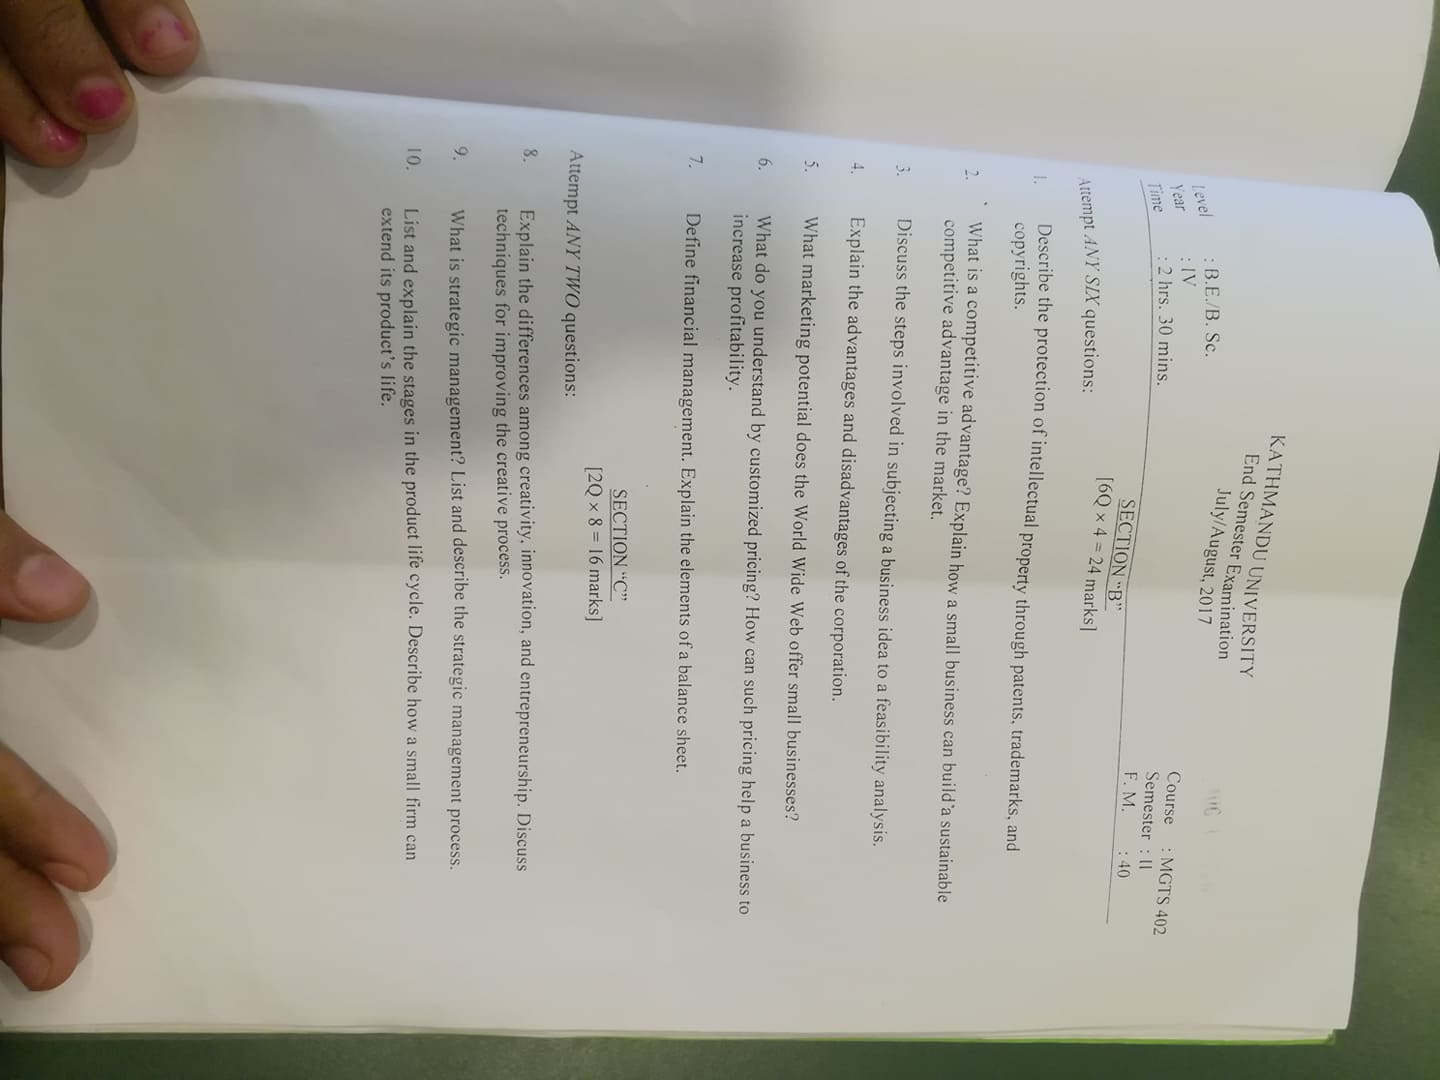 KATHMANDU UNIVERSITY
End Semester Examination
July/August, 2017
Level : B.E./B. Sc.
Course : MGTS 402
Year : IV
Semester : II
Time : 2 hrs. 30 mins.
F. M. : 40
SECTION “B”
[6Q × 4 = 24 marks]
Attempt ANY SIX questions:
1. Describe the protection of intellectual property through patents, trademarks, and
copyrights.
2. What is a competitive advantage? Explain how a small business can build a sustainable
competitive advantage in the market.
3. Discuss the steps involved in subjecting a business idea to a feasibility analysis.
4. Explain the advantages and disadvantages of the corporation.
5. What marketing potential does the World Wide Web offer small businesses?
6. What do you understand by customized pricing? How can such pricing help a business to
increase profitability.
7. Define financial management. Explain the elements of a balance sheet.
SECTION “C”
[2Q × 8 = 16 marks]
Attempt ANY TWO questions:
8. Explain the differences among creativity, innovation, and entrepreneurship. Discuss
techniques for improving the creative process.
9. What is strategic management? List and describe the strategic management process.
10. List and explain the stages in the product life cycle. Describe how a small firm can
extend its product’s life.